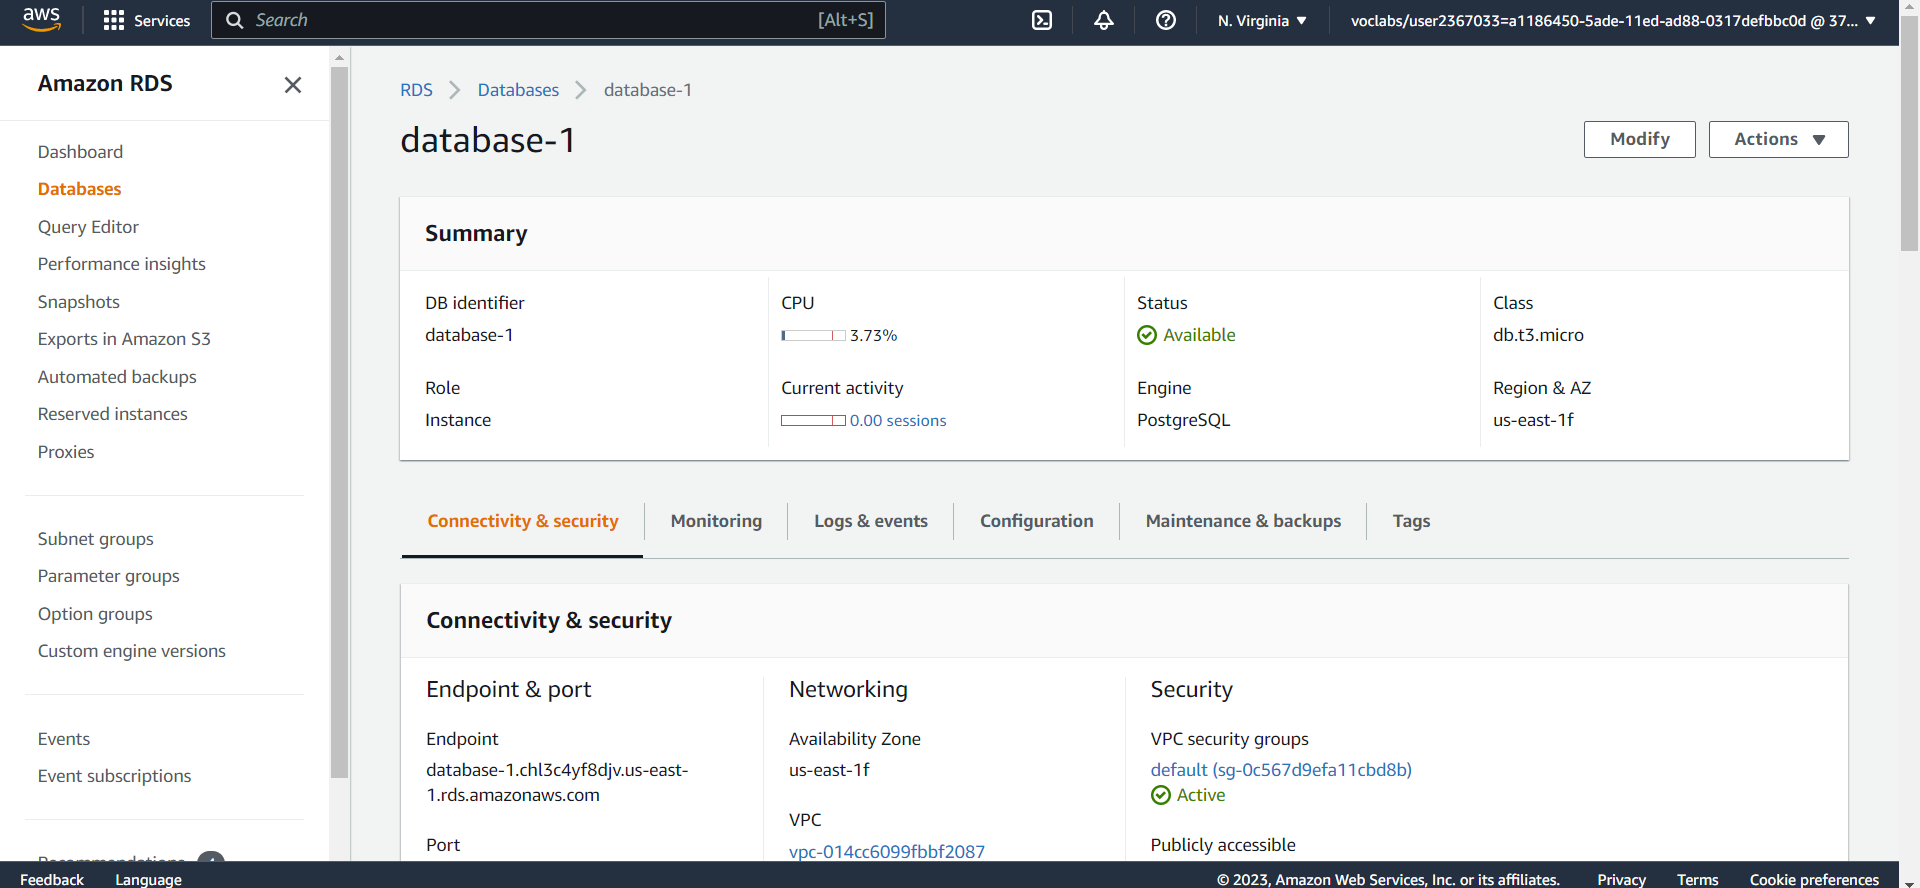 aws
Services
Search
[Alt+S]
N. Virginia
voclabs/user2367033=a1186450-5ade-11ed-ad88-0317defbbc0d @ 37...
Amazon RDS
Dashboard
Databases
Query Editor
Performance insights
Snapshots
Exports in Amazon S3
Automated backups
Reserved instances
Proxies
Subnet groups
Parameter groups
Option groups
Custom engine versions
Events
Event subscriptions
Recommendations
RDS
Databases
database-1
database-1
Modify
Actions
Summary
DB identifier
database-1
CPU
3.73%
Status
Available
Class
db.t3.micro
Role
Instance
Current activity
0.00 sessions
Engine
PostgreSQL
Region & AZ
us-east-1f
Connectivity & security
Monitoring
Logs & events
Configuration
Maintenance & backups
Tags
Connectivity & security
Endpoint & port
Endpoint
database-1.chl3c4yf8djv.us-east-
1.rds.amazonaws.com
Port
Networking
Availability Zone
us-east-1f
VPC
vpc-014cc6099fbbf2087
Security
VPC security groups
default (sg-0c567d9efa11cbd8b)
Active
Publicly accessible
Feedback
Language
© 2023, Amazon Web Services, Inc. or its affiliates.
Privacy
Terms
Cookie preferences